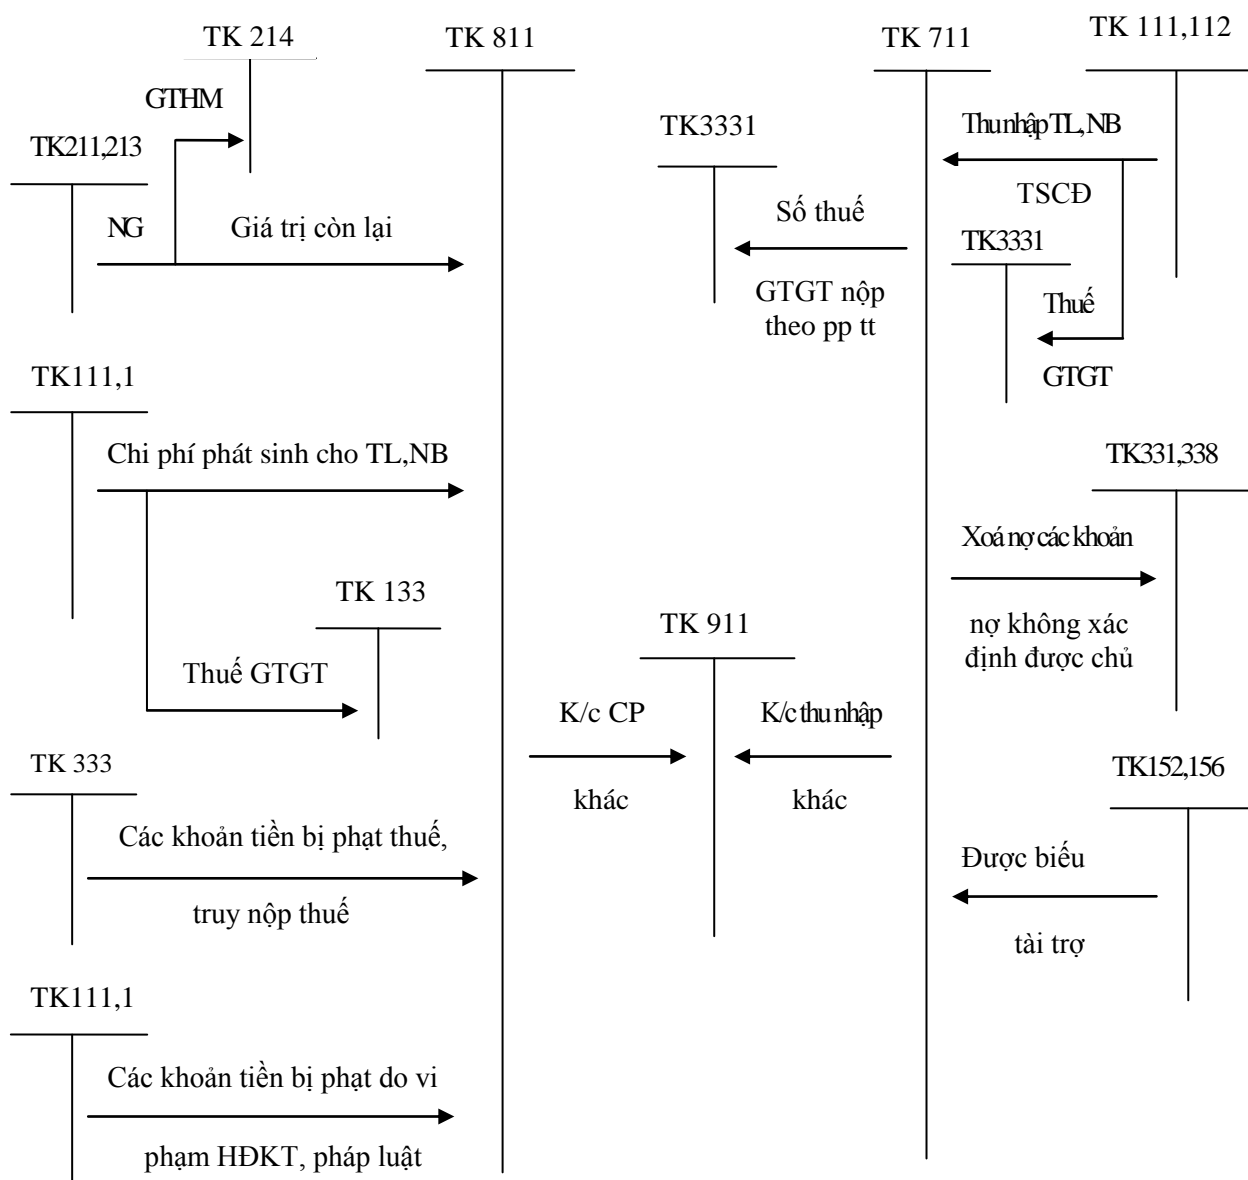 TK 214
TK 811
TK 711
TK 111,112
GTHM
TK211,213
TK3331
Thu nhập TL,NB
TSCĐ
NG
Giá trị còn lại
Số thuế
TK3331
GTGT nộp
theo pp tt
Thuế
GTGT
TK111,1
Chi phí phát sinh cho TL,NB
TK331,338
Xoá nợ các khoản
TK 133
TK 911
nợ không xác
định được chủ
Thuế GTGT
K/c CP
K/c thu nhập
TK 333
TK152,156
khác
khác
Các khoản tiền bị phạt thuế,
Được biếu
truy nộp thuế
tài trợ
TK111,1
Các khoản tiền bị phạt do vi
phạm HĐKT, pháp luật